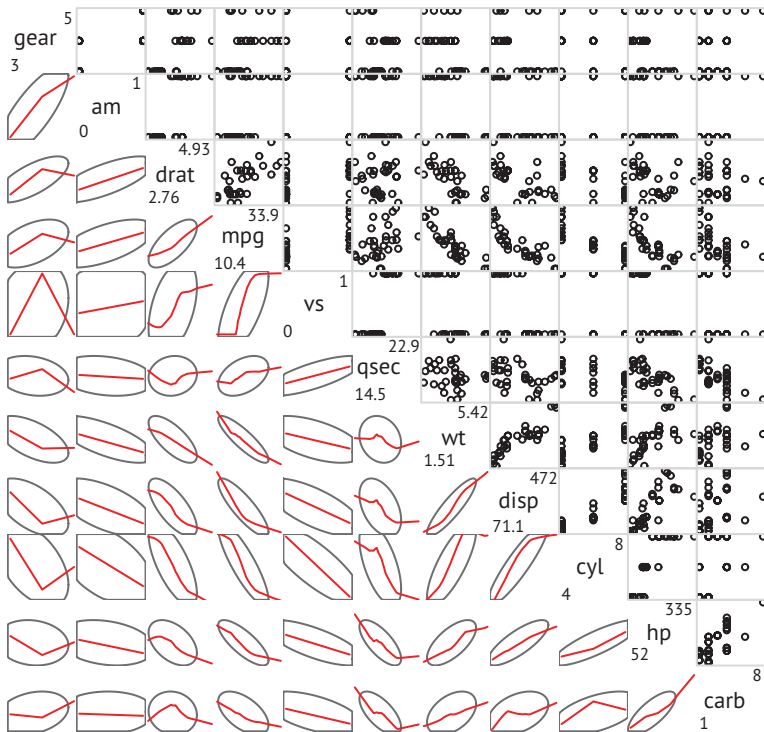 5
gear
3
1
am
0
4.93
drat
2.76
33.9
mpg
10.4
1
vs
0
22.9
qsec
14.5
5.42
wt
1.51
472
disp
71.1
8
cyl
4
335
hp
52
8
carb
1